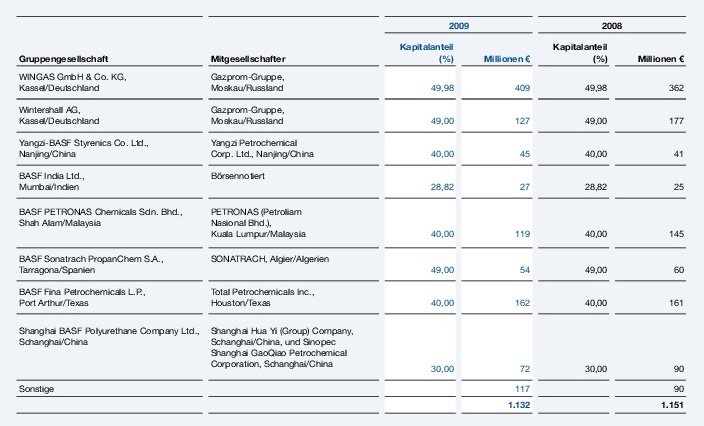 2009 2008
Kapitalanteil Kapitalanteil
Gruppengesellschaft Mitgesellschafter (%) Millionen € (%) Millionen €
WINGAS GmbH & Co. KG, Gazprom-Gruppe,
Kassel/Deutschland Moskau/Russland 49,98 409 49,98 362
Wintershall AG, Gazprom-Gruppe,
Kassel/Deutschland Moskau/Russland 49,00 127 49,00 177
Yangzi-BASF Styrenics Co. Ltd., Yangzi Petrochemical
Nanjing/China Corp. Ltd., Nanjing/China 40,00 45 40,00 41
BASF India Ltd., Börsennotiert
Mumbai/Indien 28,82 27 28,82 25
BASF PETRONAS Chemicals Sdn. Bhd., PETRONAS (Petroliam
Shah Alam/Malaysia Nasional Bhd.),
Kuala Lumpur/Malaysia 40,00 119 40,00 145
BASF Sonatrach PropanChem S.A., SONATRACH, Algier/Algerien
Tarragona/Spanien 49,00 54 49,00 60
BASF Fina Petrochemicals L.P., Total Petrochemicals Inc.,
Port Arthur/Texas Houston/Texas 40,00 162 40,00 161
Shanghai BASF Polyurethane Company Ltd., Shanghai Hua Yi (Group) Company,
Schanghai/China Schanghai/China, und Sinopec
Shanghai GaoQiao Petrochemical
Corporation, Schanghai/China 30,00 72 30,00 90
Sonstige 117 90
1.132 1.151